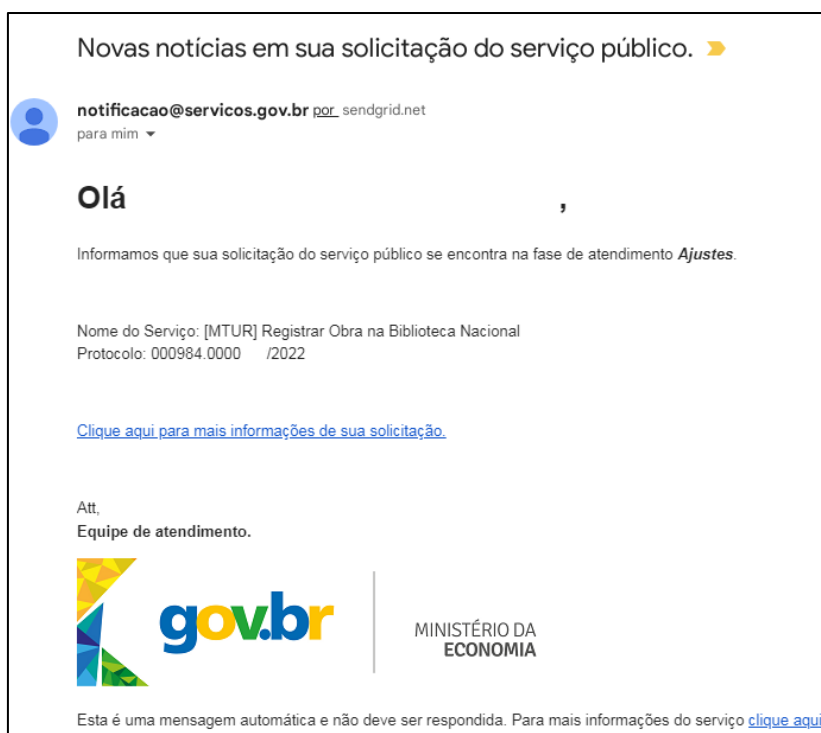 Novas notícias em sua solicitação do serviço público.
notificacao@servicos.gov.br por sendgrid.net
para mim
Olá ,
Informamos que sua solicitação do serviço público se encontra na fase de atendimento Ajustes.
Nome do Serviço: [MTUR] Registrar Obra na Biblioteca Nacional
Protocolo: 000984.0000 /2022
Clique aqui para mais informações de sua solicitação.
Att,
Equipe de atendimento.
gov.br
MINISTÉRIO DA
ECONOMIA
Esta é uma mensagem automática e não deve ser respondida. Para mais informações do serviço clique aqui